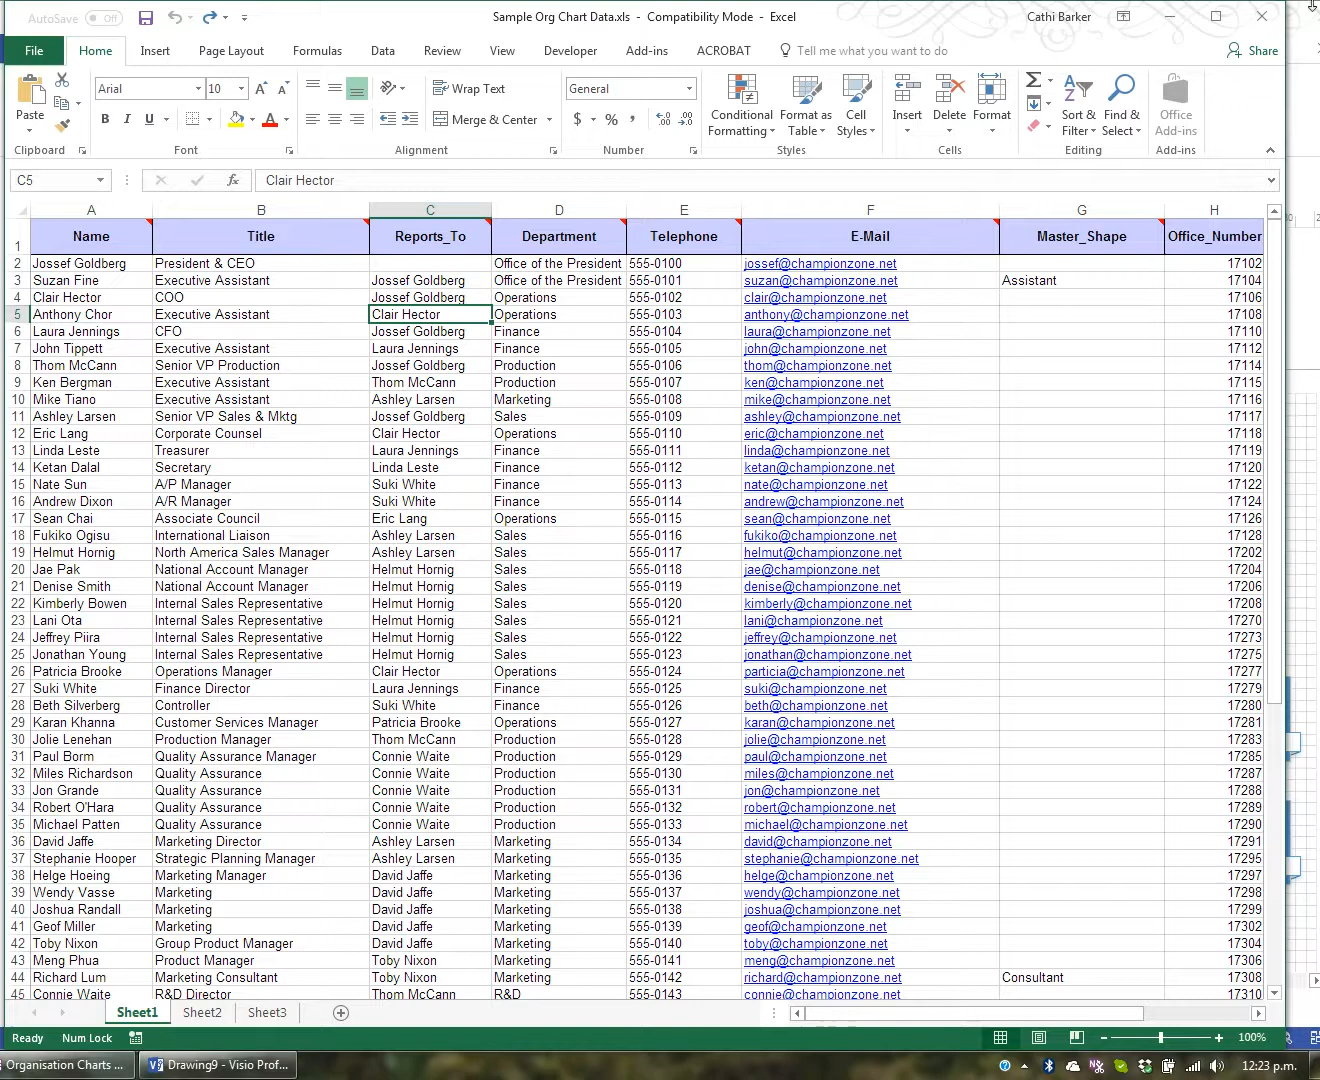 AutoSave Off
Sample Org Chart Data.xls - Compatibility Mode - Excel
Cathi Barker
File Home Insert Page Layout Formulas Data Review View Developer Add-ins ACROBAT Tell me what you want to do Share
Arial 10 Wrap Text General
Paste Conditional Formatting Format as Table Cell Styles Insert Delete Format Sort & Filter Find & Select Office Add-ins
B I U A Merge & Center $ % ,
Clipboard Font Alignment Number Styles Cells Editing Add-ins
C5 fx Clair Hector
A B C D E F G H
1 Name Title Reports_To Department Telephone E-Mail Master_Shape Office_Number
2 Jossef Goldberg President & CEO Office of the President 555-0100 jossef@championzone.net 17102
3 Suzan Fine Executive Assistant Jossef Goldberg Office of the President 555-0101 suzan@championzone.net Assistant 17104
4 Clair Hector COO Jossef Goldberg Operations 555-0102 clair@championzone.net 17106
5 Anthony Chor Executive Assistant Clair Hector Operations 555-0103 anthony@championzone.net 17108
6 Laura Jennings CFO Jossef Goldberg Finance 555-0104 laura@championzone.net 17110
7 John Tippett Executive Assistant Laura Jennings Finance 555-0105 john@championzone.net 17112
8 Thom McCann Senior VP Production Jossef Goldberg Production 555-0106 thom@championzone.net 17114
9 Ken Bergman Executive Assistant Thom McCann Production 555-0107 ken@championzone.net 17115
10 Mike Tiano Executive Assistant Ashley Larsen Marketing 555-0108 mike@championzone.net 17116
11 Ashley Larsen Senior VP Sales & Mktg Jossef Goldberg Sales 555-0109 ashley@championzone.net 17117
12 Eric Lang Corporate Counsel Clair Hector Operations 555-0110 eric@championzone.net 17118
13 Linda Leste Treasurer Laura Jennings Finance 555-0111 linda@championzone.net 17119
14 Ketan Dalal Secretary Linda Leste Finance 555-0112 ketan@championzone.net 17120
15 Nate Sun A/P Manager Suki White Finance 555-0113 nate@championzone.net 17122
16 Andrew Dixon A/R Manager Suki White Finance 555-0114 andrew@championzone.net 17124
17 Sean Chai Associate Council Eric Lang Operations 555-0115 sean@championzone.net 17126
18 Fukiko Ogisu International Liaison Ashley Larsen Sales 555-0116 fukiko@championzone.net 17128
19 Helmut Hornig North America Sales Manager Ashley Larsen Sales 555-0117 helmut@championzone.net 17202
20 Jae Pak National Account Manager Helmut Hornig Sales 555-0118 jae@championzone.net 17204
21 Denise Smith National Account Manager Helmut Hornig Sales 555-0119 denise@championzone.net 17206
22 Kimberly Bowen Internal Sales Representative Helmut Hornig Sales 555-0120 kimberly@championzone.net 17208
23 Lani Ota Internal Sales Representative Helmut Hornig Sales 555-0121 lani@championzone.net 17270
24 Jeffrey Piira Internal Sales Representative Helmut Hornig Sales 555-0122 jeffrey@championzone.net 17273
25 Jonathan Young Internal Sales Representative Helmut Hornig Sales 555-0123 jonathan@championzone.net 17275
26 Patricia Brooke Operations Manager Clair Hector Operations 555-0124 particia@championzone.net 17277
27 Suki White Finance Director Laura Jennings Finance 555-0125 suki@championzone.net 17279
28 Beth Silverberg Controller Suki White Finance 555-0126 beth@championzone.net 17280
29 Karan Khanna Customer Services Manager Patricia Brooke Operations 555-0127 karan@championzone.net 17281
30 Jolie Lenehan Production Manager Thom McCann Production 555-0128 jolie@championzone.net 17283
31 Paul Borm Quality Assurance Manager Connie Waite Production 555-0129 paul@championzone.net 17285
32 Miles Richardson Quality Assurance Connie Waite Production 555-0130 miles@championzone.net 17287
33 Jon Grande Quality Assurance Connie Waite Production 555-0131 jon@championzone.net 17288
34 Robert O'Hara Quality Assurance Connie Waite Production 555-0132 robert@championzone.net 17289
35 Michael Patten Quality Assurance Connie Waite Production 555-0133 michael@championzone.net 17290
36 David Jaffe Marketing Director Ashley Larsen Marketing 555-0134 david@championzone.net 17291
37 Stephanie Hooper Strategic Planning Manager Ashley Larsen Marketing 555-0135 stephanie@championzone.net 17295
38 Helge Hoeing Marketing Manager David Jaffe Marketing 555-0136 helge@championzone.net 17297
39 Wendy Vasse Marketing David Jaffe Marketing 555-0137 wendy@championzone.net 17298
40 Joshua Randall Marketing David Jaffe Marketing 555-0138 joshua@championzone.net 17299
41 Geof Miller Marketing David Jaffe Marketing 555-0139 geof@championzone.net 17302
42 Toby Nixon Group Product Manager David Jaffe Marketing 555-0140 toby@championzone.net 17304
43 Meng Phua Product Manager Toby Nixon Marketing 555-0141 meng@championzone.net 17306
44 Richard Lum Marketing Consultant Toby Nixon Marketing 555-0142 richard@championzone.net Consultant 17308
45 Connie Waite R&D Director Thom McCann R&D 555-0143 connie@championzone.net 17310
Sheet1 Sheet2 Sheet3
Ready Num Lock 100%
Organisation Charts ... Drawing9 - Visio Prof... 12:23 p.m.